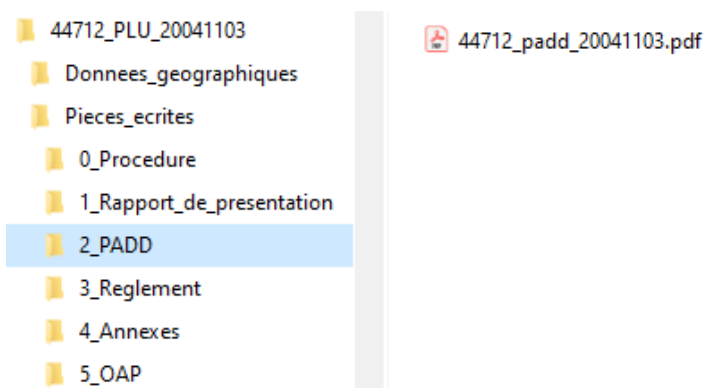 44712_PLU_20041103
Donnees_geographiques
Pieces_ecrites
0_Procedure
1_Rapport_de_presentation
2_PADD
3_Reglement
4_Annexes
5_OAP
44712_padd_20041103.pdf